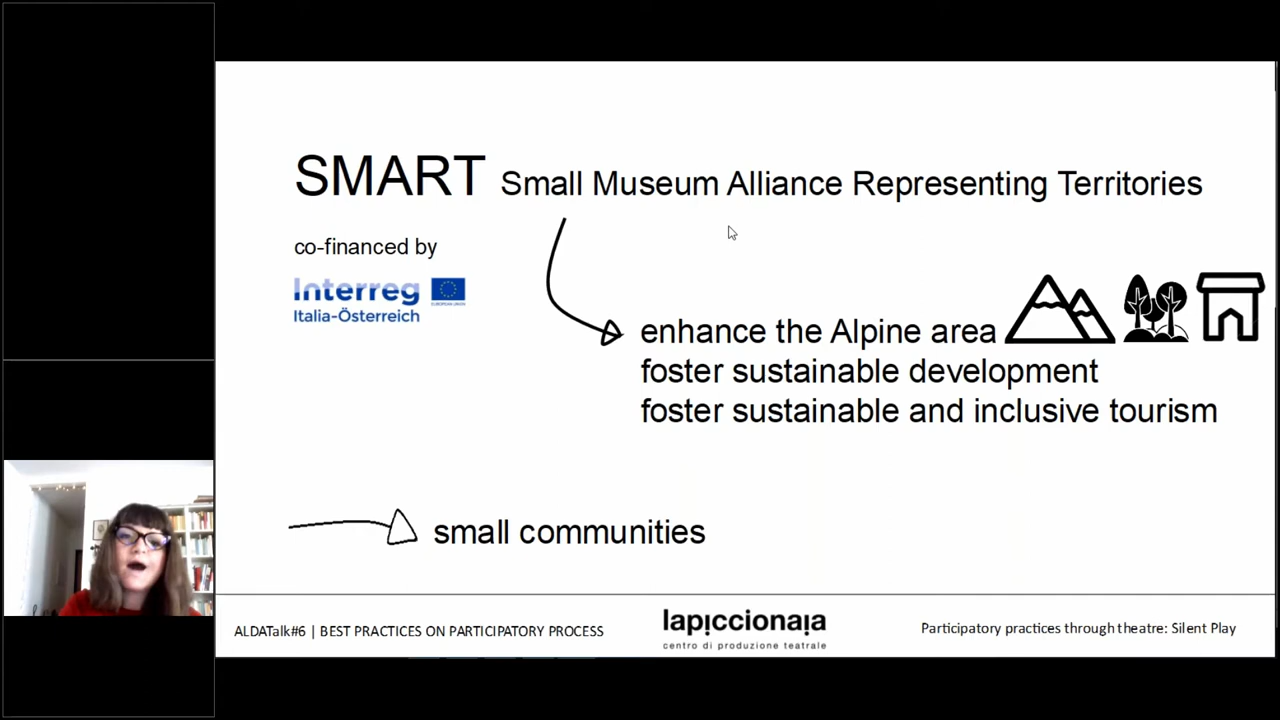 SMART Small Museum Alliance Representing Territories
co-financed by
Interreg
EUROPEAN UNION
Italia-Österreich
enhance the Alpine area
foster sustainable development
foster sustainable and inclusive tourism
small communities
ALDATalk#6 | BEST PRACTICES ON PARTICIPATORY PROCESS
lapiccionaia
centro di produzione teatrale
Participatory practices through theatre: Silent Play